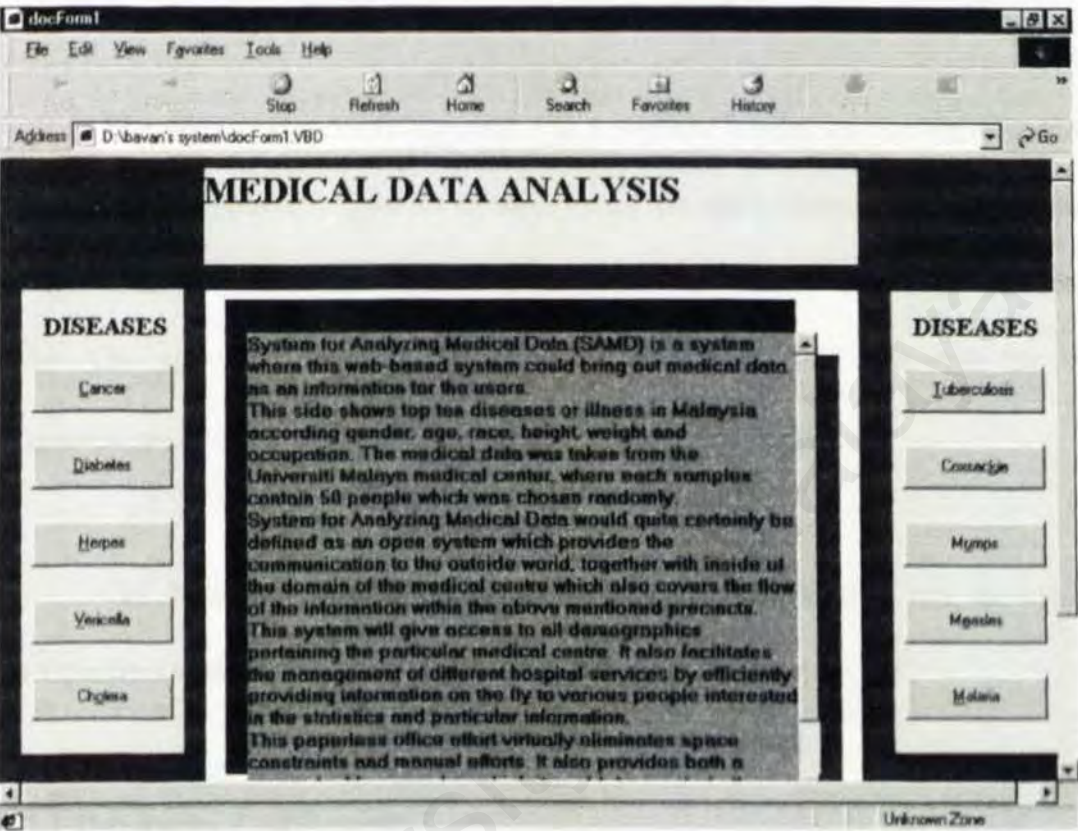 docForm1
File Edit View Favorites Tools Help
Stop Refresh Home Search Favorites History
Address D:\bavan's system\docForm1.VBD Go
MEDICAL DATA ANALYSIS
DISEASES
Cancer
Diabetes
Herpes
Varicella
Cholera
System for Analyzing Medical Data (SAMD) is a system
where this web-based system could bring out medical data
as an information for the users.
This side shows top ten diseases or illness in Malaysia
according gender, age, race, height, weight and
occupation. The medical data was taken from the
Universiti Malaya medical center, where each samples
contain 50 people which was chosen randomly.
System for Analyzing Medical Data would quite certainly be
defined as an open system which provides the
communication to the outside world, together with inside of
the domain of the medical centre which also covers the flow
of the information within the above mentioned precincts.
This system will give access to all demographics
pertaining the particular medical centre. It also facilitates
the management of different hospital services by efficiently
providing information on the fly to various people interested
in the statistics and particular information.
This paperless office effort virtually eliminates space
constraints and manual efforts. It also provides both a
DISEASES
Tuberculosis
Mumps
Measles
Malaria
Unknown Zone